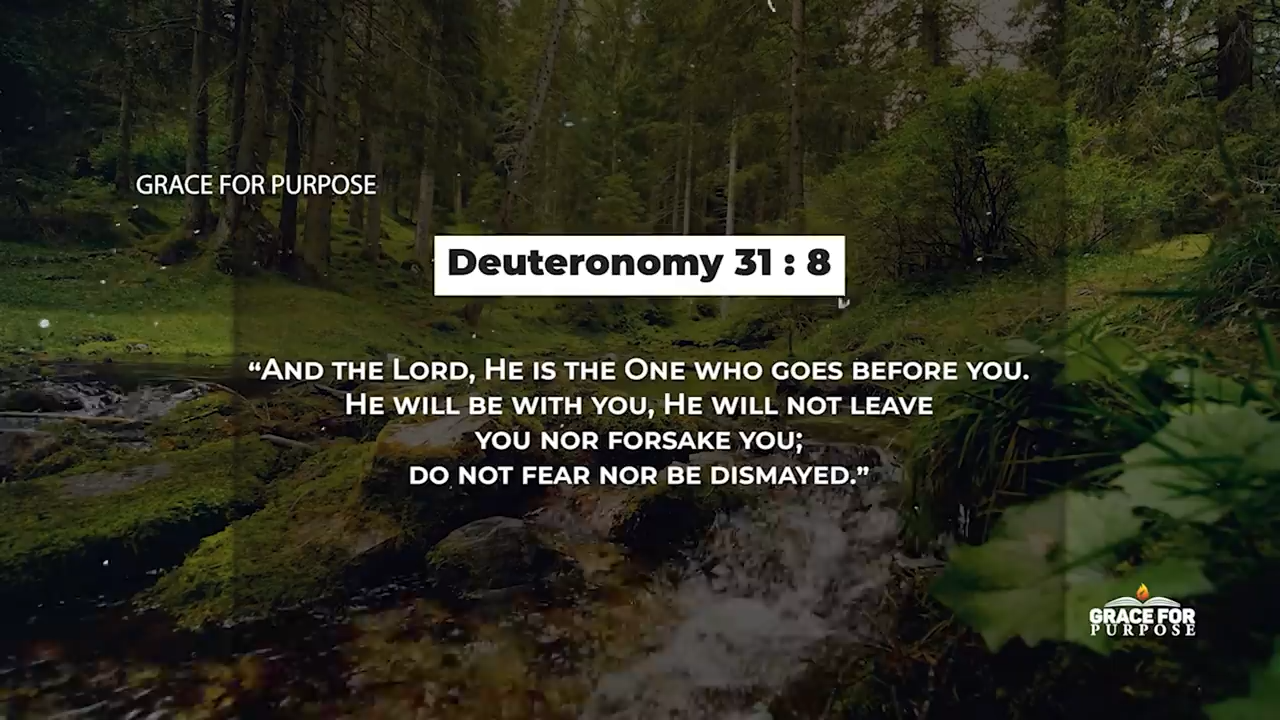 GRACE FOR PURPOSE
Deuteronomy 31 : 8
“And the Lord, He is the One who goes before you.
He will be with you, He will not leave
you nor forsake you;
do not fear nor be dismayed.”
GRACE FOR
PURPOSE